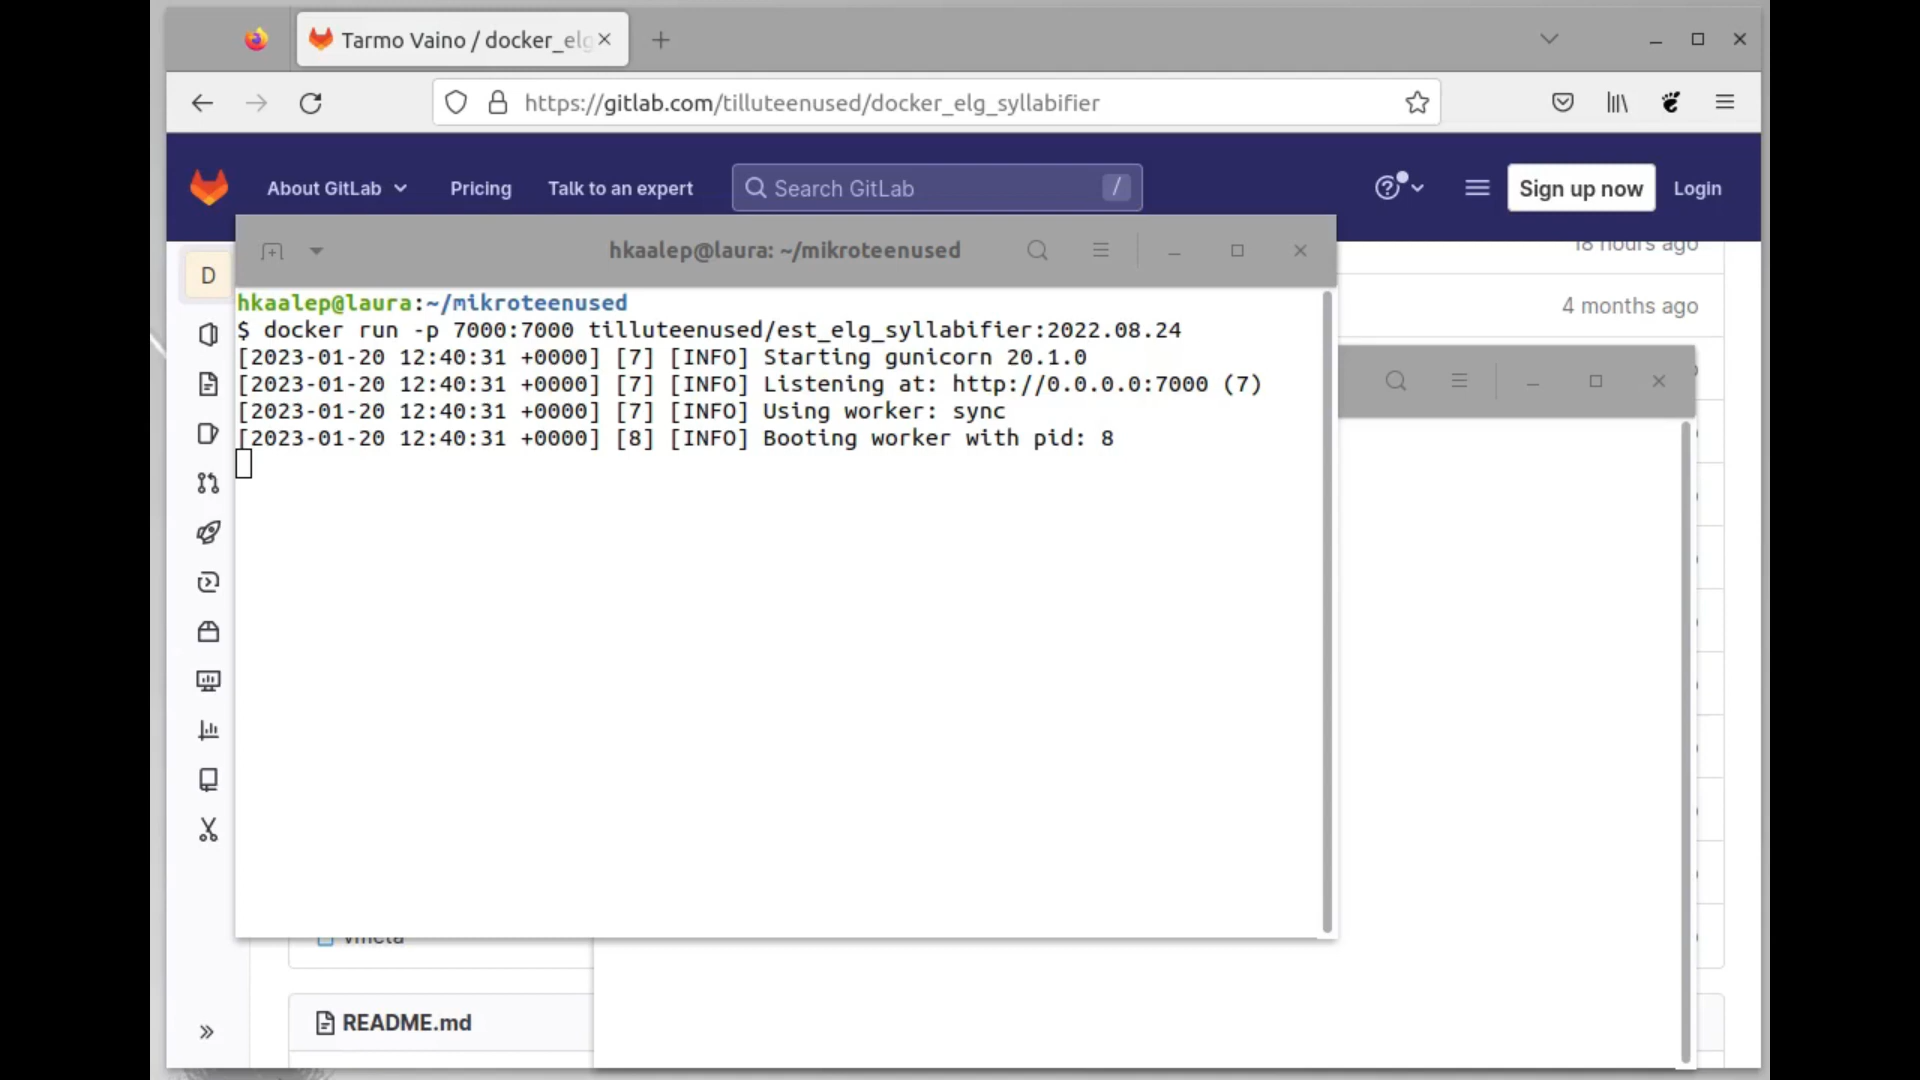 Tarmo Vaino / docker_elg
https://gitlab.com/tilluteenused/docker_elg_syllabifier
About GitLab
Pricing
Talk to an expert
Search GitLab
/
Sign up now
Login
18 hours ago
D
hkaalep@laura: ~/mikroteenused
4 months ago
hkaalep@laura:~/mikroteenused
$ docker run -p 7000:7000 tilluteenused/est_elg_syllabifier:2022.08.24
[2023-01-20 12:40:31 +0000] [7] [INFO] Starting gunicorn 20.1.0
[2023-01-20 12:40:31 +0000] [7] [INFO] Listening at: http://0.0.0.0:7000 (7)
[2023-01-20 12:40:31 +0000] [7] [INFO] Using worker: sync
[2023-01-20 12:40:31 +0000] [8] [INFO] Booting worker with pid: 8
README.md